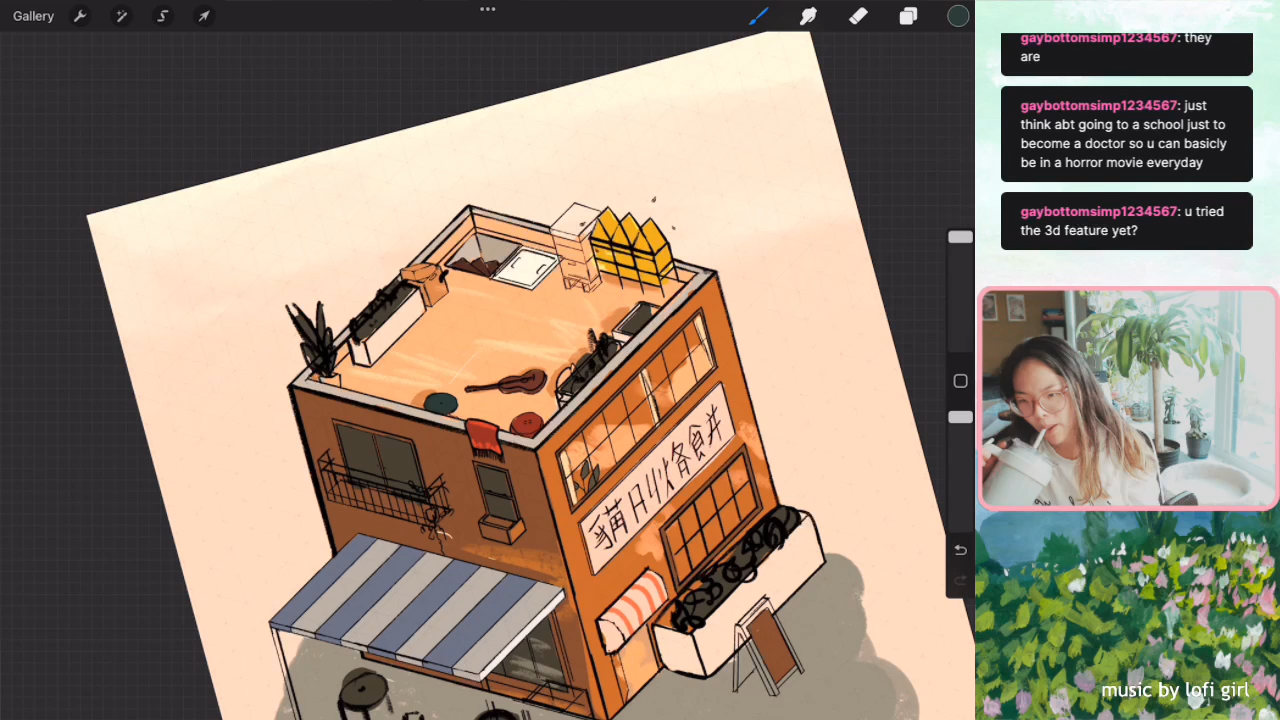 Gallery
gaybottomsimp1234567: they
are
gaybottomsimp1234567: just
think abt going to a school just to
become a doctor so u can basicly
be in a horror movie everyday
gaybottomsimp1234567: u tried
the 3d feature yet?
music by lofi girl